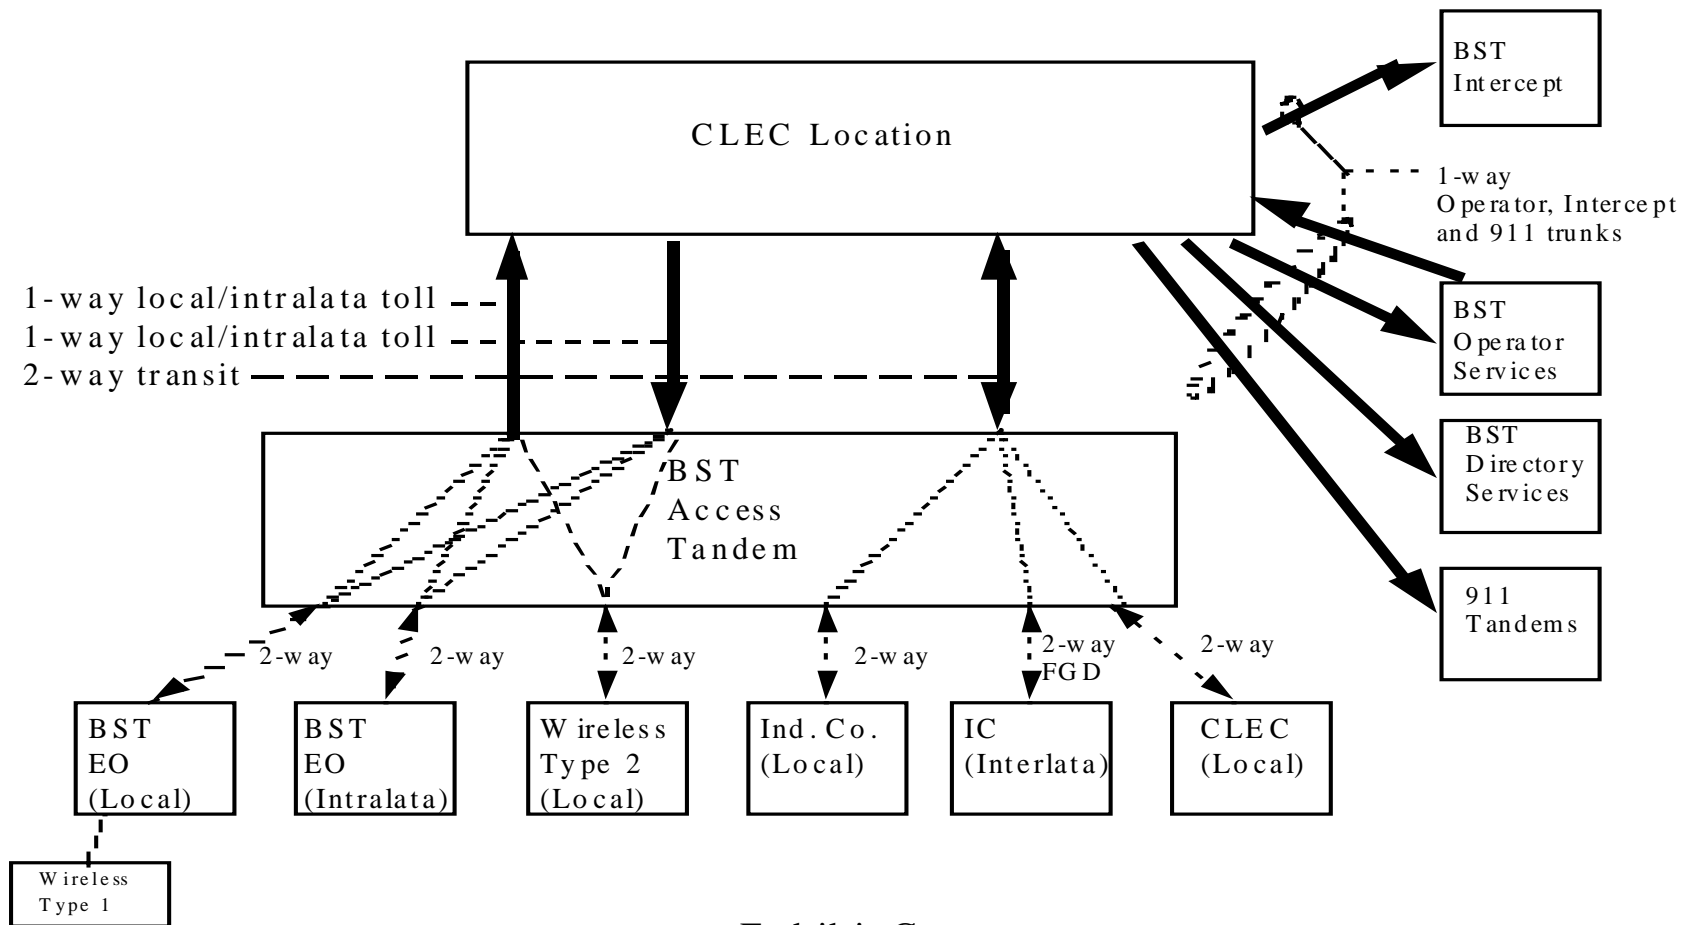 BST
Intercept
CLEC Location
1-way
Operator, Intercept
and 911 trunks
1-way local/intralata toll
1-way local/intralata toll
2-way transit
BST
Operator
Services
BST
Directory
Services
BST
Access
Tandem
911
Tandems
2-way
2-way
2-way
2-way
2-way
FGD
2-way
BST
EO
(Local)
BST
EO
(Intralata)
Wireless
Type 2
(Local)
Ind. Co.
(Local)
IC
(Interlata)
CLEC
(Local)
Wireless
Type 1